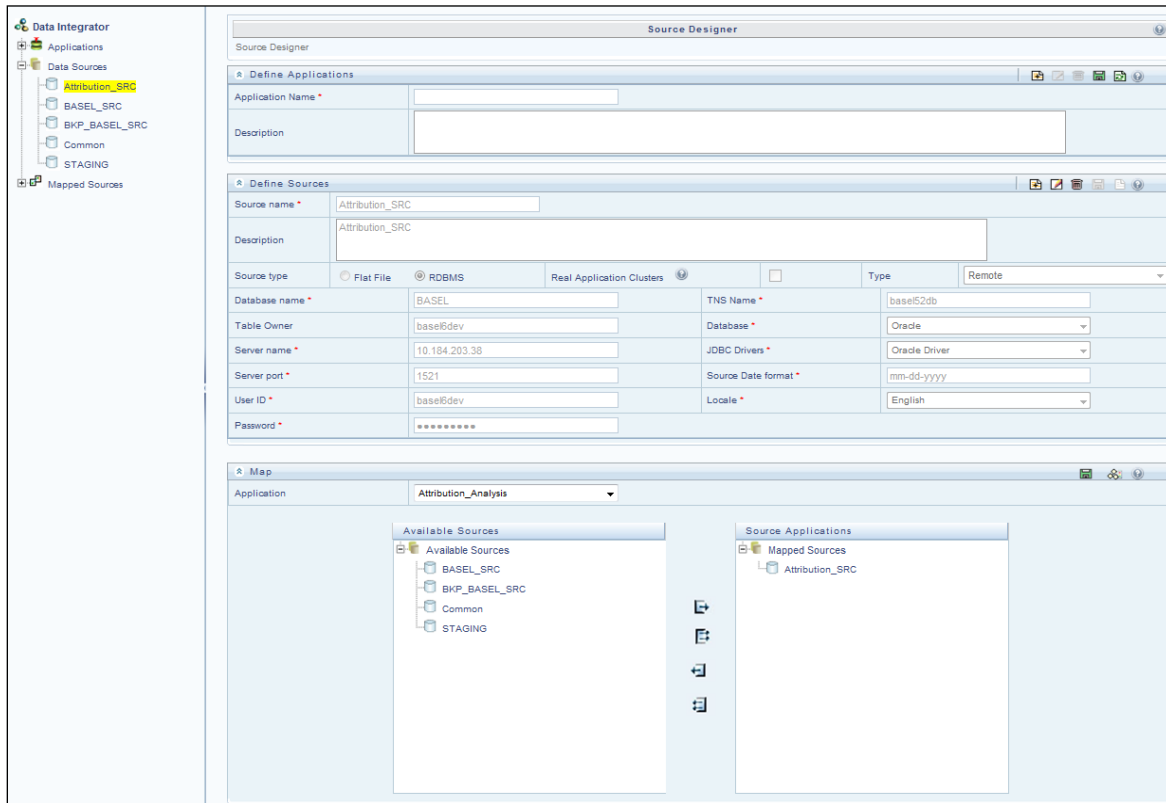 Data Integrator
Applications
Data Sources
Attribution_SRC
BASEL_SRC
BKP_BASEL_SRC
Common
STAGING
Mapped Sources
Source Designer
Source Designer
Define Applications
Application Name *
Description
Define Sources
Source name * Attribution_SRC
Description Attribution_SRC
Source type Flat File RDBMS Real Application Clusters Type Remote
Database name * BASEL TNS Name * basel52db
Table Owner basel6dev Database * Oracle
Server name * 10.184.203.38 JDBC Drivers * Oracle Driver
Server port * 1521 Source Date format * mm-dd-yyyy
User ID * basel6dev Locale * English
Password *
Map
Application Attribution_Analysis
Available Sources
Available Sources
BASEL_SRC
BKP_BASEL_SRC
Common
STAGING
Source Applications
Mapped Sources
Attribution_SRC